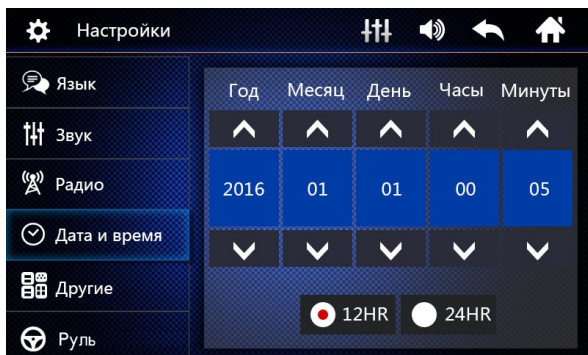 Настройки
Язык
Звук
Радио
Дата и время
Другие
Руль
Год Месяц День Часы Минуты
2016 01 01 00 05
12HR 24HR